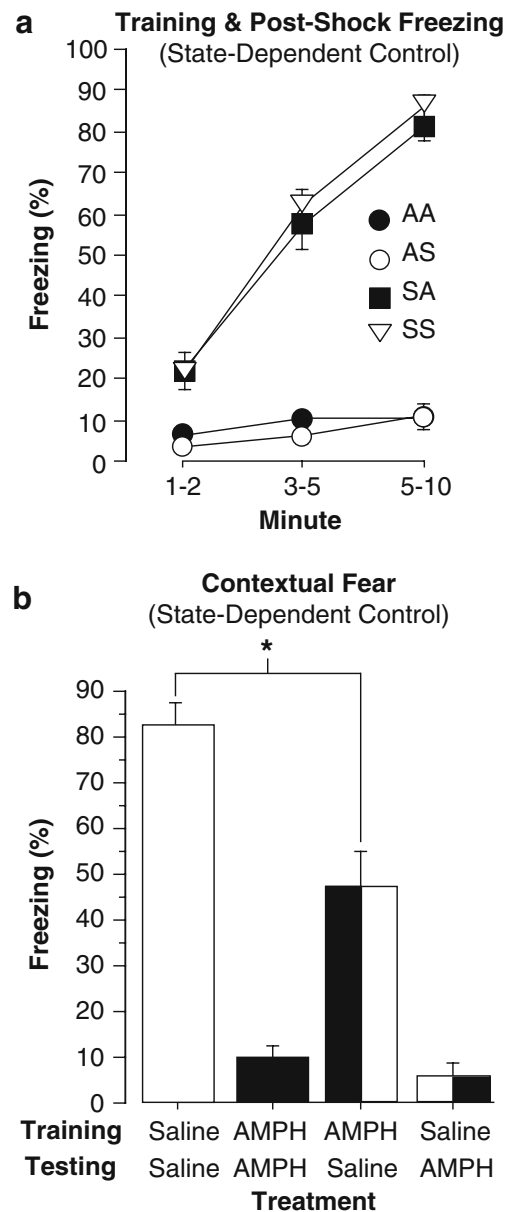 a
Training & Post-Shock Freezing
(State-Dependent Control)
100
90
80
70
60
50
40
30
20
10
0
Freezing (%)
AA
AS
SA
SS
1-2 3-5 5-10
Minute
b
Contextual Fear
(State-Dependent Control)
*
90
80
70
60
50
40
30
20
10
0
Freezing (%)
Training Saline AMPH AMPH Saline
Testing Saline AMPH Saline AMPH
Treatment